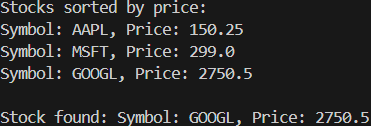 Stocks sorted by price:
Symbol: AAPL, Price: 150.25
Symbol: MSFT, Price: 299.0
Symbol: GOOGL, Price: 2750.5

Stock found: Symbol: GOOGL, Price: 2750.5